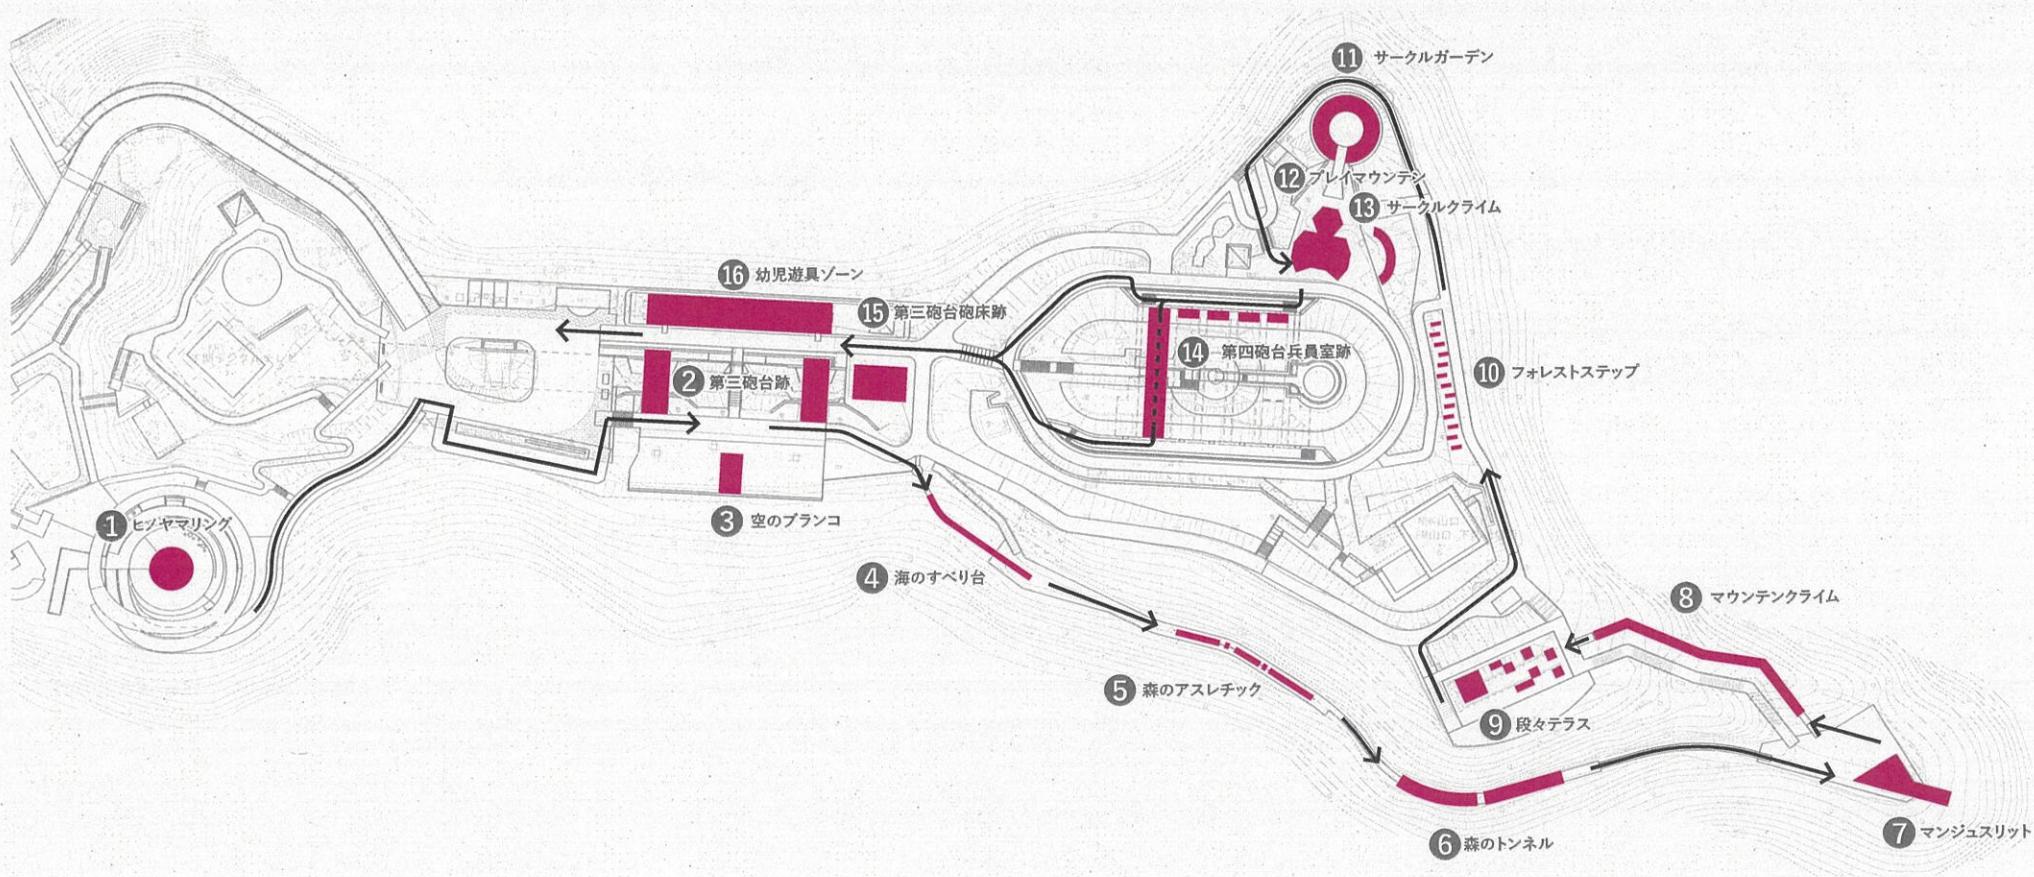 1 ヒノヤマリング
2 第三砲台跡
3 空のブランコ
4 海のすべり台
5 森のアスレチック
6 森のトンネル
7 マンジュスリット
8 マウンテンクライム
9 段々テラス
10 フォレストステップ
11 サークルガーデン
12 プレイマウンテン
13 サークルクライム
14 第四砲台兵員室跡
15 第三砲台砲床跡
16 幼児遊具ゾーン